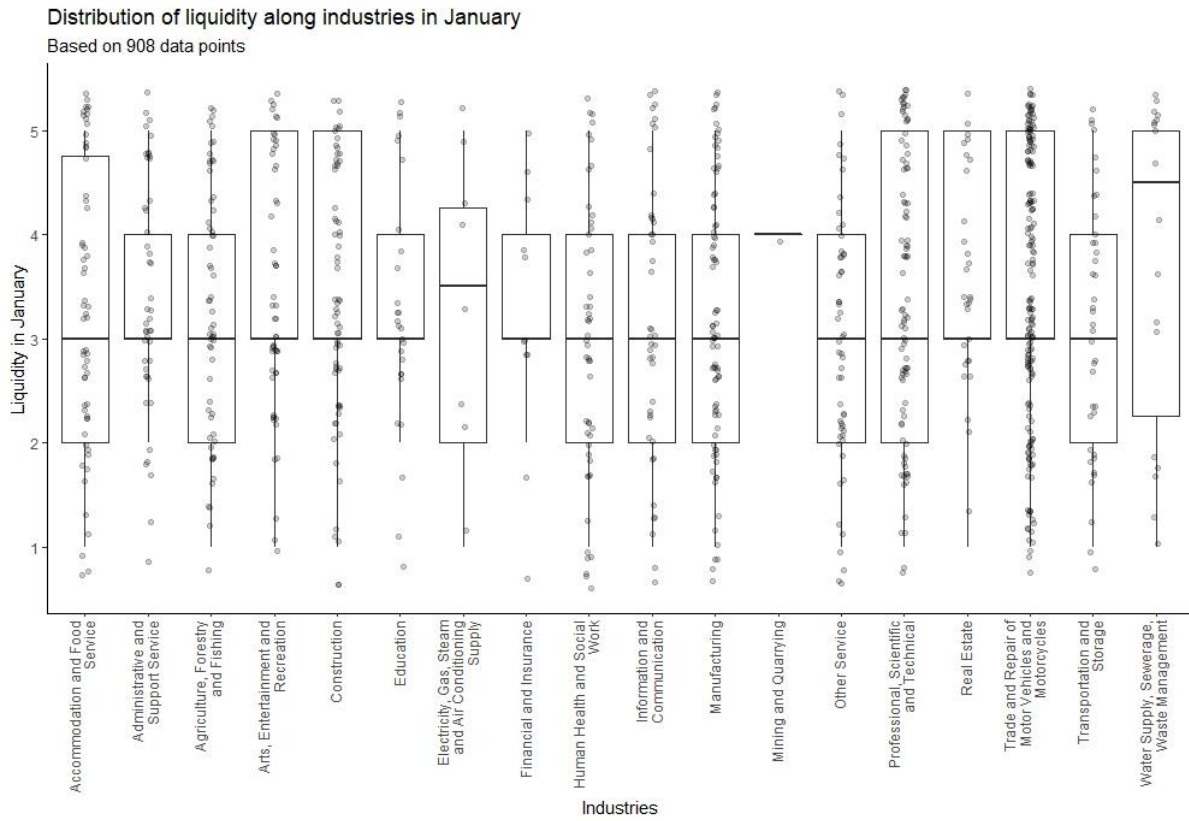 Distribution of liquidity along industries in January
Based on 908 data points
Liquidity in January
5
4
3
2
1
Accommodation and Food
Service
Administrative and
Support Service
Agriculture, Forestry
and Fishing
Arts, Entertainment and
Recreation
Construction
Education
Electricity, Gas, Steam
and Air Conditioning
Supply
Financial and Insurance
Human Health and Social
Work
Information and
Communication
Manufacturing
Mining and Quarrying
Other Service
Professional, Scientific
and Technical
Real Estate
Trade and Repair of
Motor Vehicles and
Motorcycles
Transportation and
Storage
Water Supply, Sewerage,
Waste Management
Industries